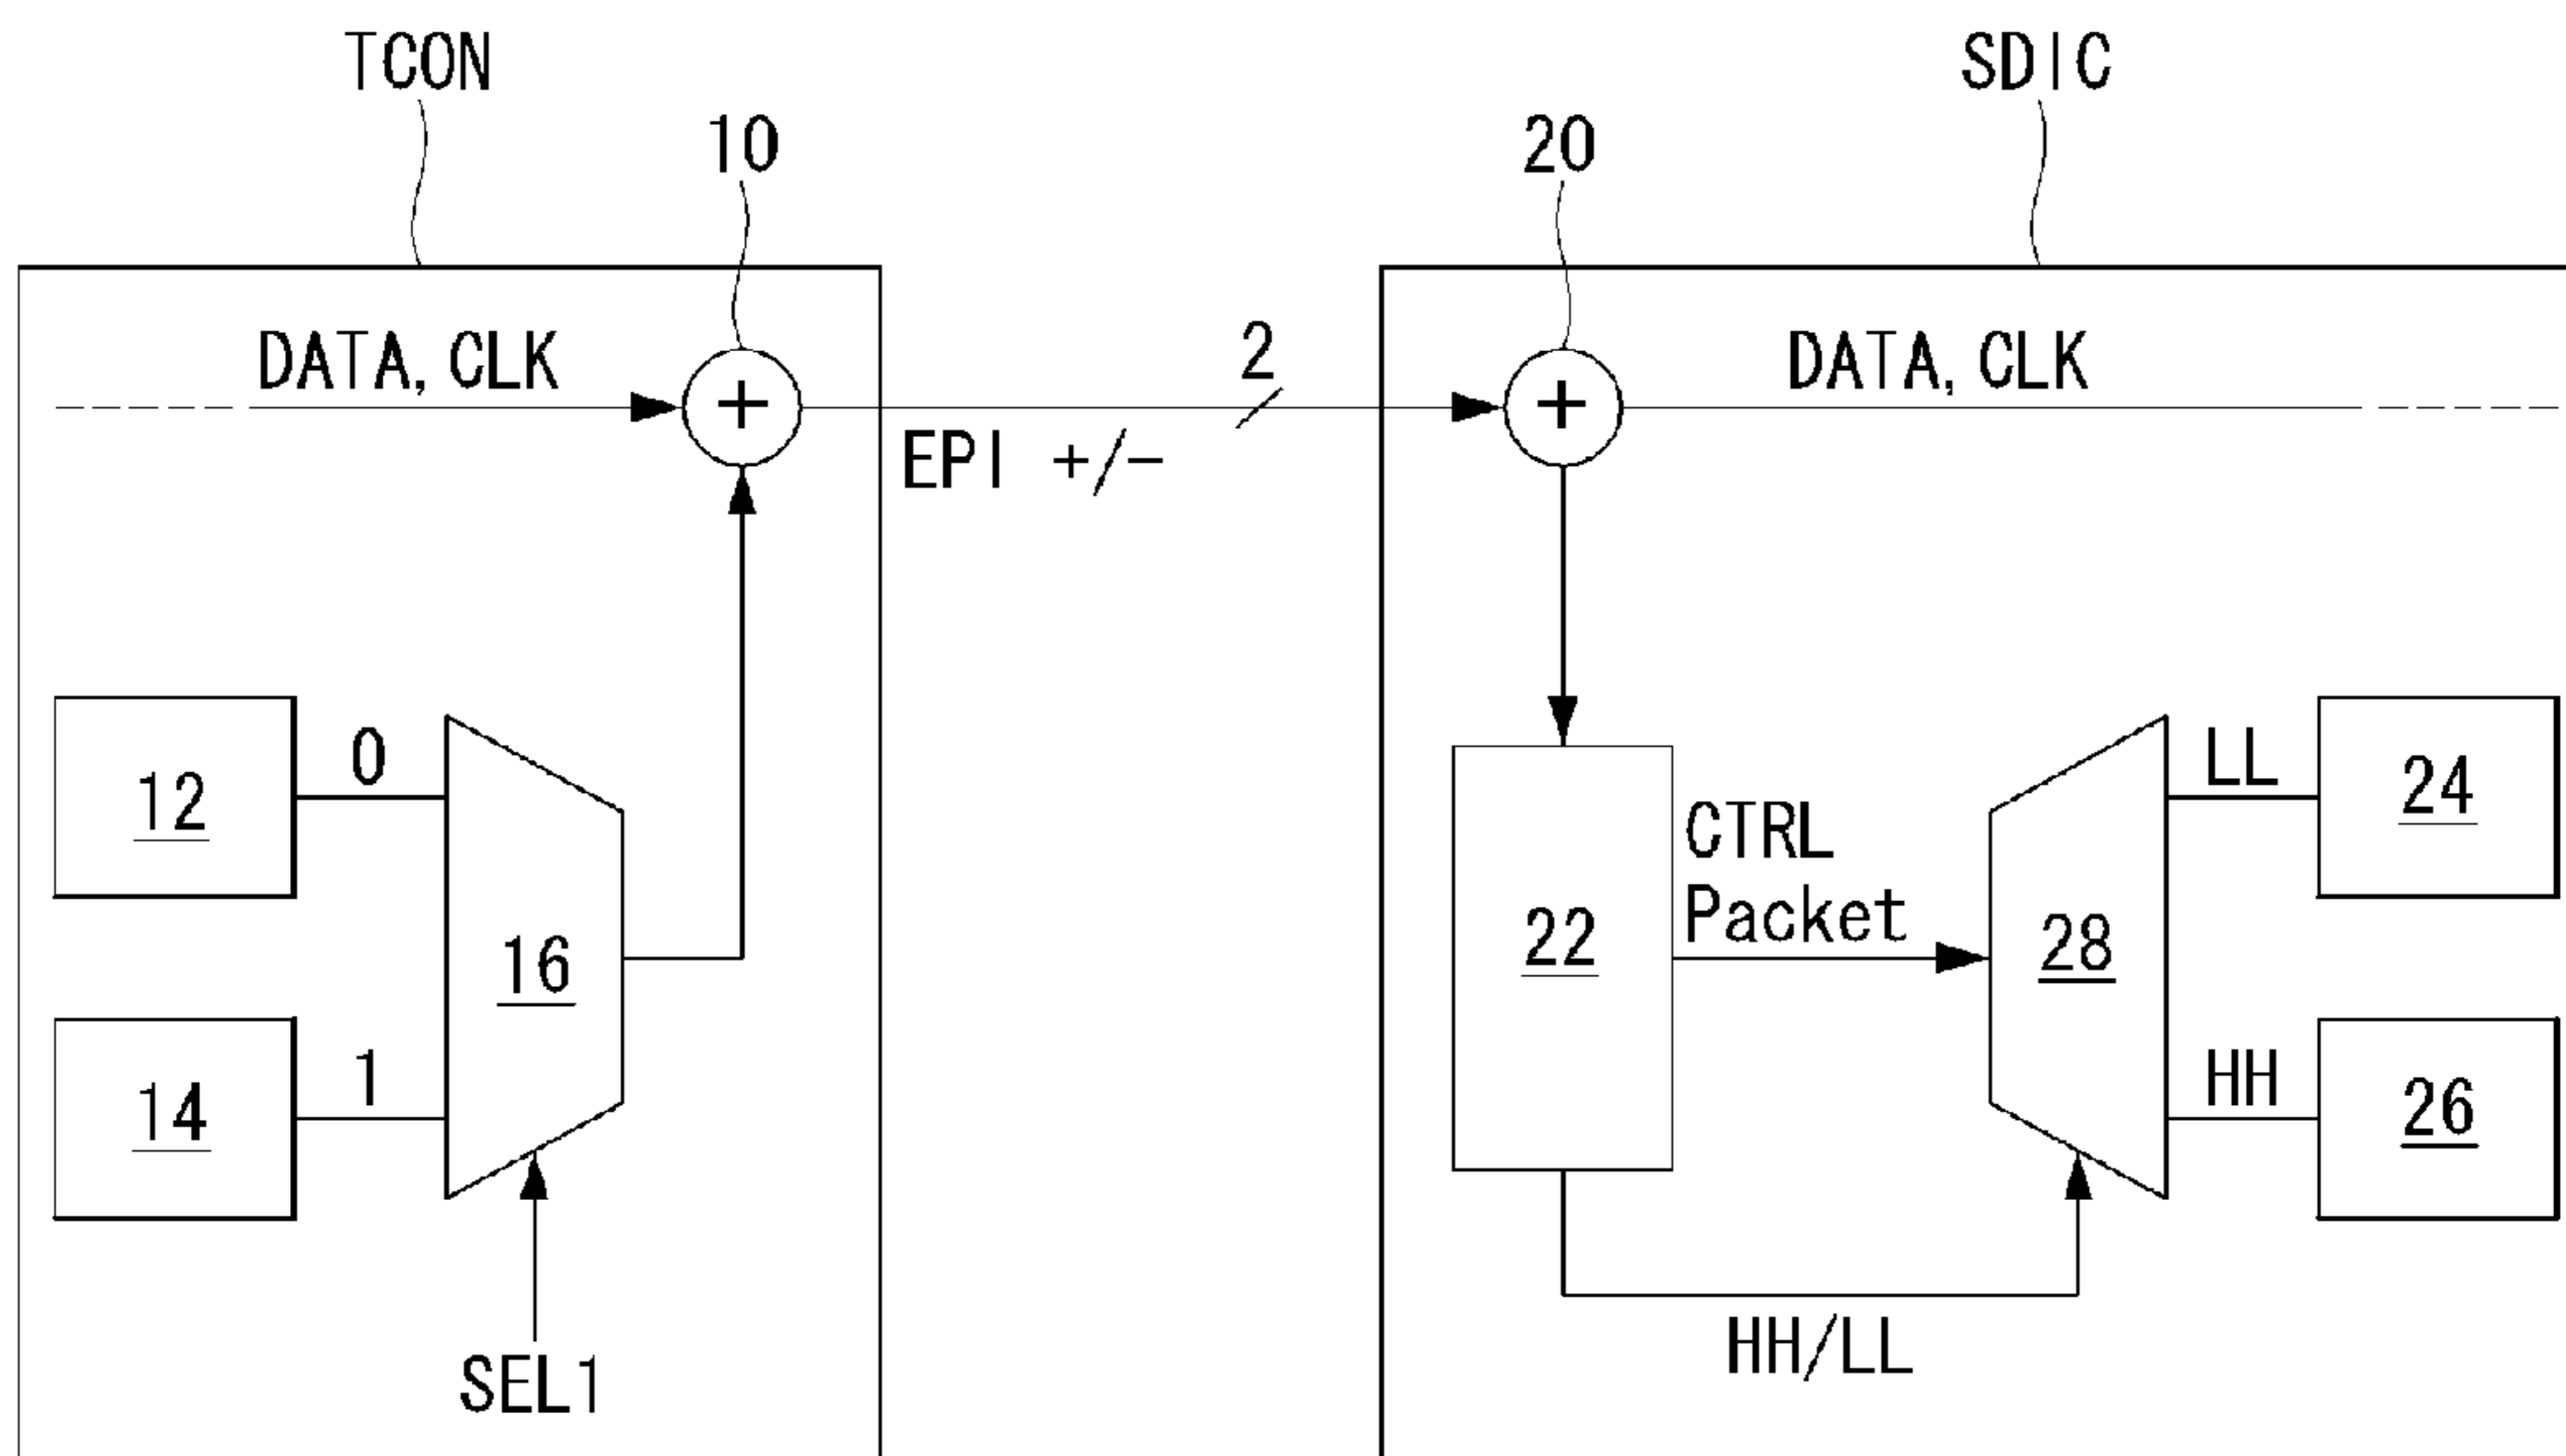 TCON
SDIC
10
20
DATA, CLK
2
DATA, CLK
EPI +/-
12
0
16
14
1
SEL1
22
CTRL
Packet
28
LL
24
HH
26
HH/LL